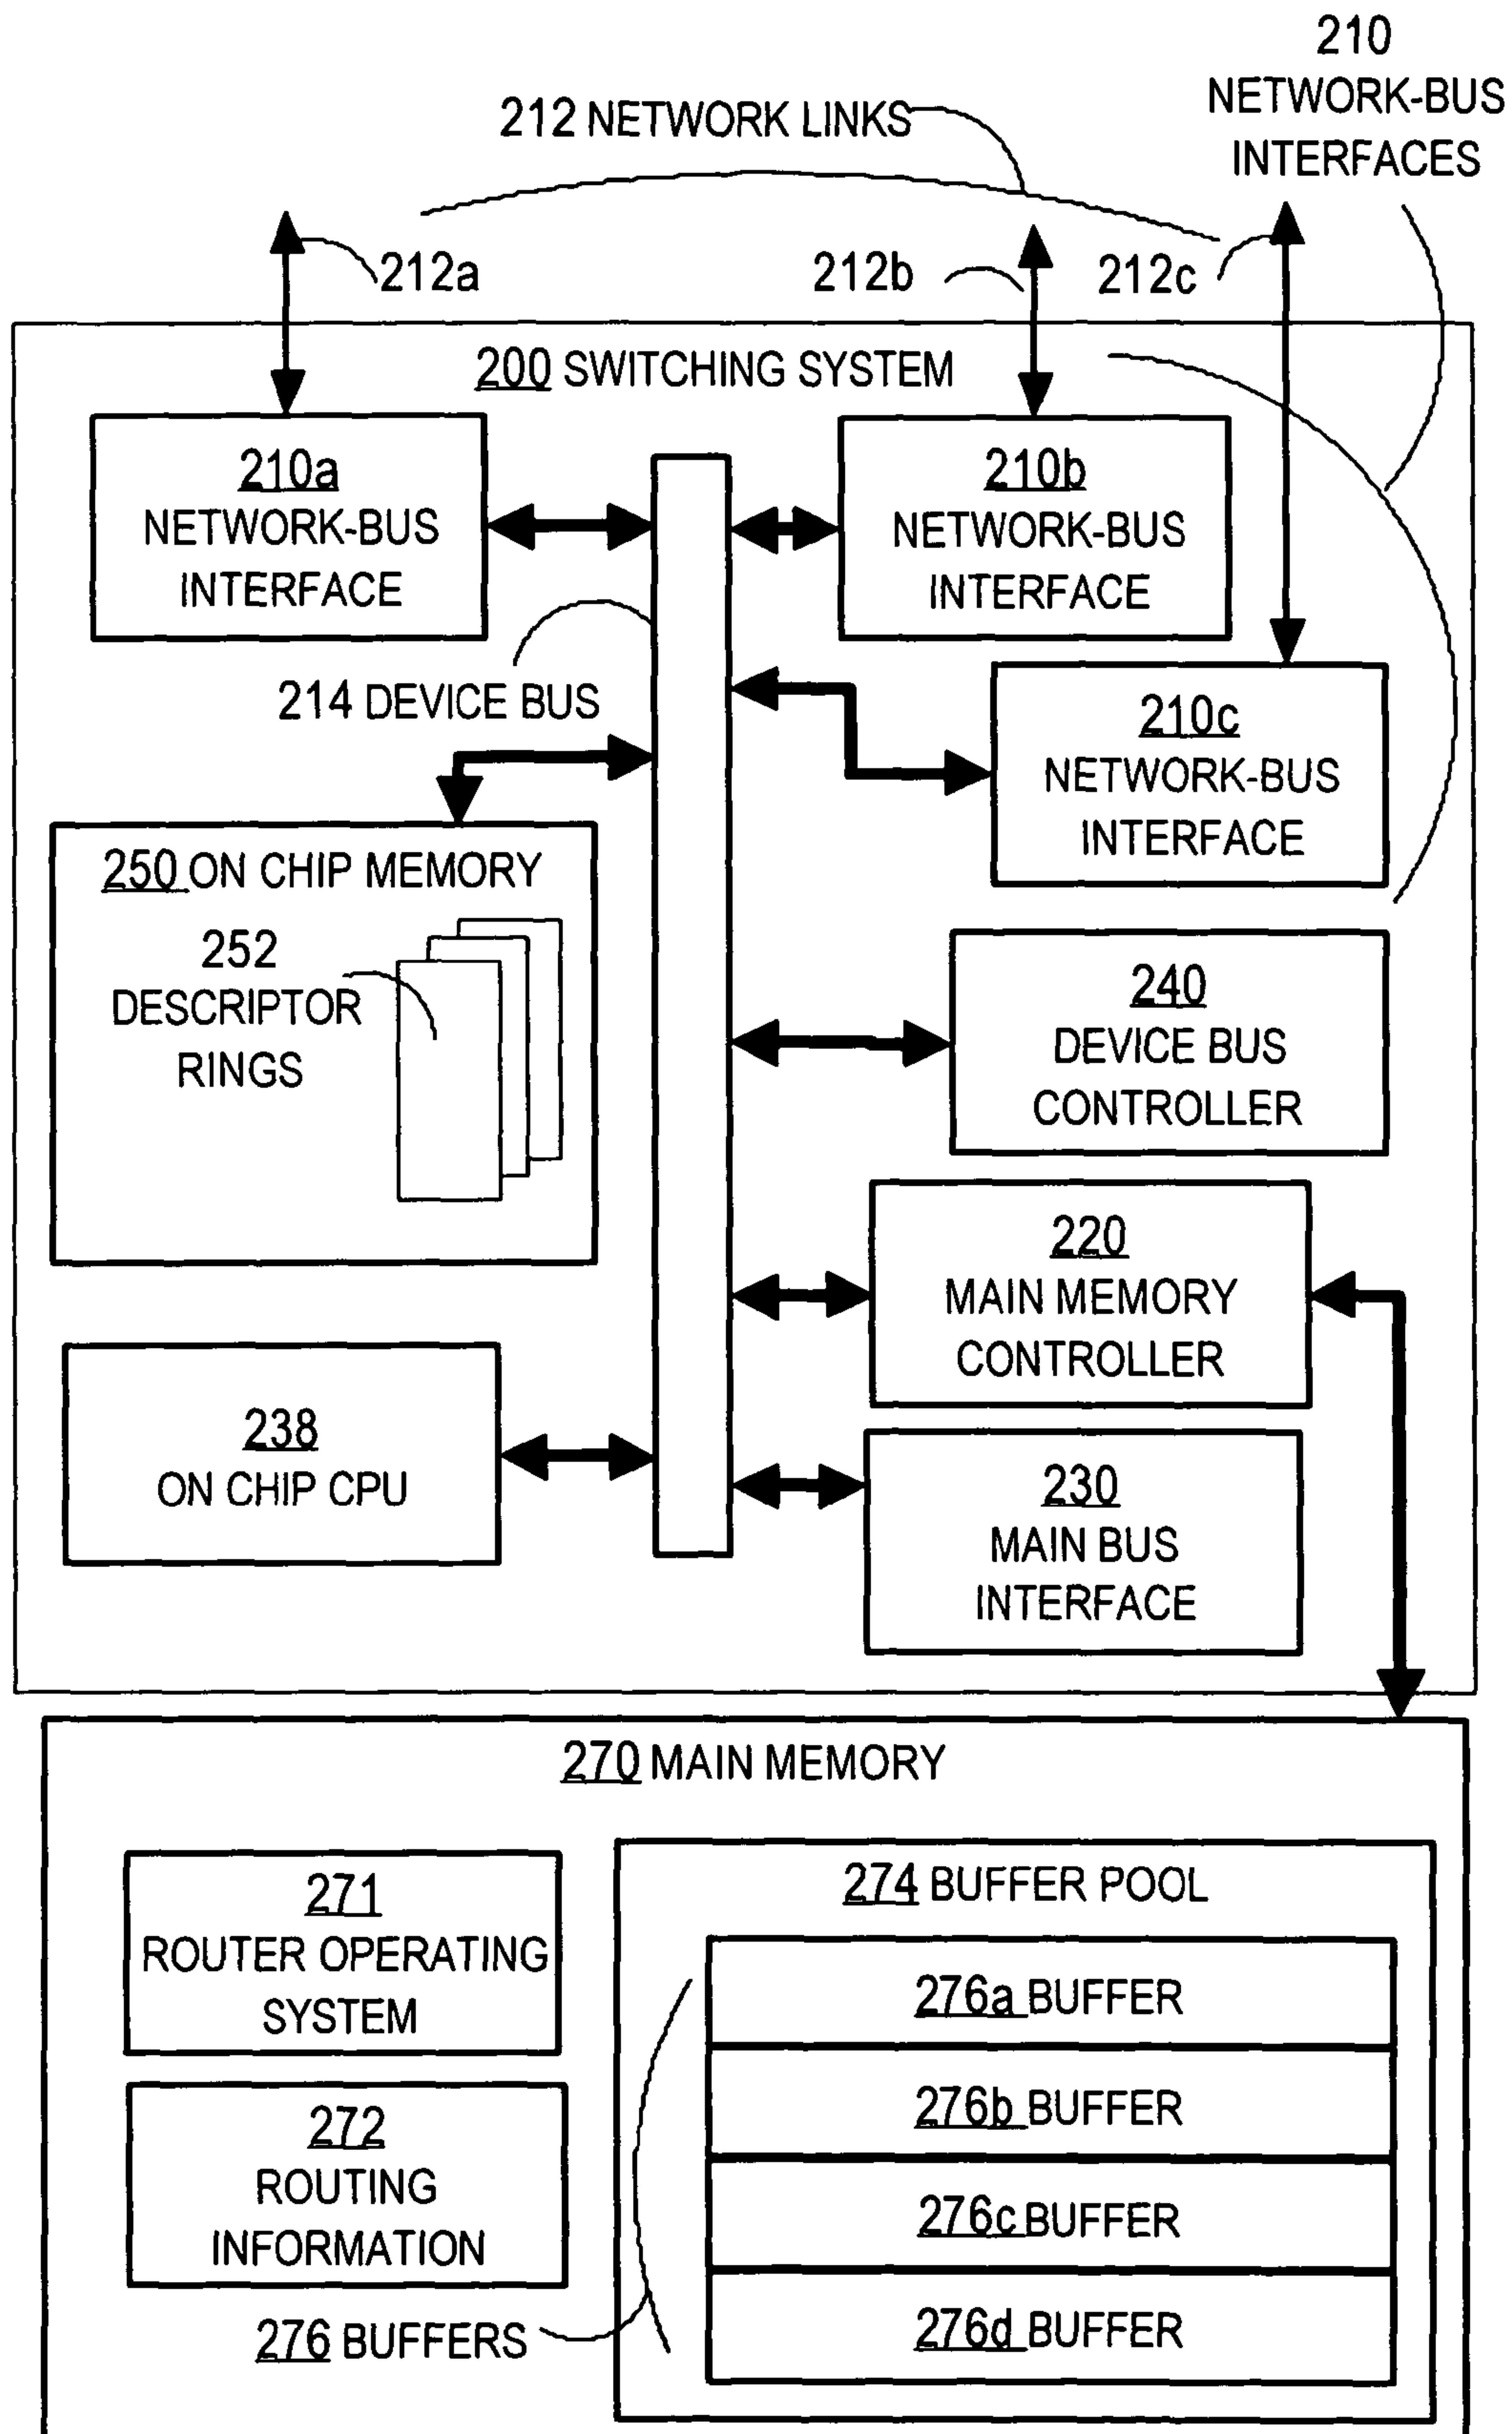 210
NETWORK-BUS
INTERFACES
212 NETWORK LINKS
212a
212b
212c
200 SWITCHING SYSTEM
210a
NETWORK-BUS
INTERFACE
210b
NETWORK-BUS
INTERFACE
214 DEVICE BUS
210c
NETWORK-BUS
INTERFACE
250 ON CHIP MEMORY
252
DESCRIPTOR
RINGS
240
DEVICE BUS
CONTROLLER
220
MAIN MEMORY
CONTROLLER
238
ON CHIP CPU
230
MAIN BUS
INTERFACE
270 MAIN MEMORY
271
ROUTER OPERATING
SYSTEM
272
ROUTING
INFORMATION
274 BUFFER POOL
276a BUFFER
276b BUFFER
276c BUFFER
276d BUFFER
276 BUFFERS